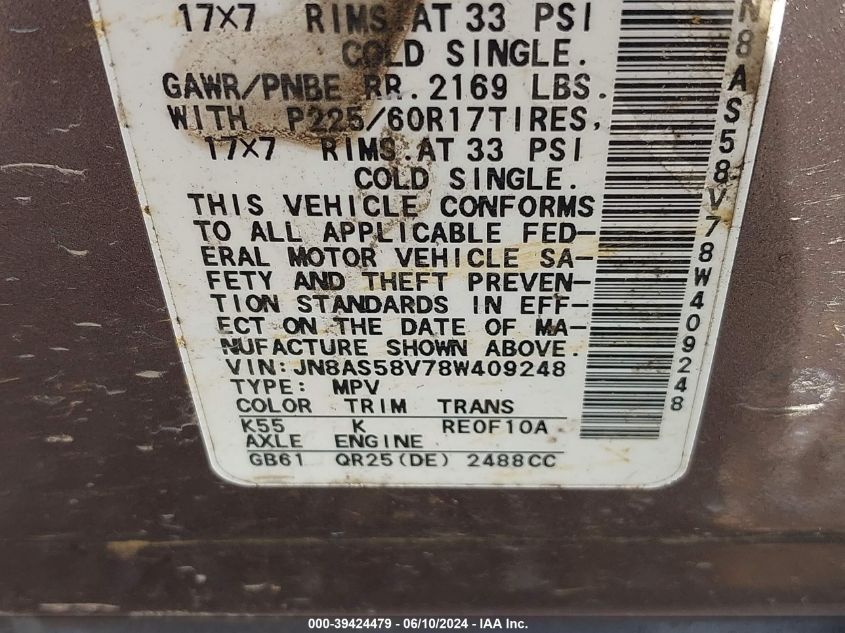 17X7 RIMS AT 33 PSI
COLD SINGLE.
GAWR/PNBE RR.2169 LBS.
WITH P225/60R17TIRES,
17X7 RIMS.AT 33 PSI
COLD SINGLE.
THIS VEHICLE CONFORMS
TO ALL APPLICABLE FED-
ERAL MOTOR VEHICLE SA-
FETY AND THEFT PREVEN-
TION STANDARDS IN EFF-
ECT ON THE DATE OF MA-
NUFACTURE SHOWN ABOVE.
VIN:JN8AS58V78W409248
TYPE: MPV
COLOR TRIM TRANS
K55 K RE0F10A
AXLE ENGINE
GB61 QR25(DE) 2488CC
N8AS58V78W409248
000-39424479 - 06/10/2024 - IAA Inc.